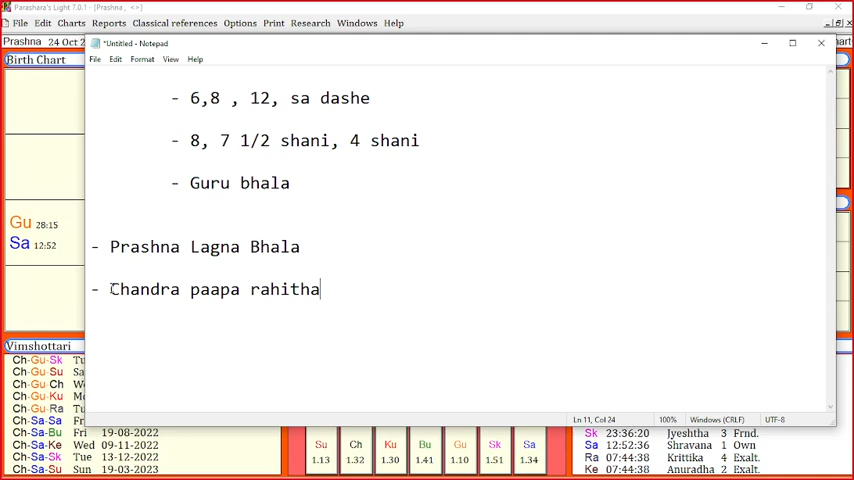 Parashara's Light 7.0.1 - [Prashna , <>]
File Edit Charts Reports Classical references Options Print Research Windows Help
Prashna 24 Oct 2
Birth Chart
*Untitled - Notepad
File Edit Format View Help
- 6,8 , 12, sa dashe
- 8, 7 1/2 shani, 4 shani
- Guru bhala
- Prashna Lagna Bhala
- Chandra paapa rahitha
Gu 28:15
Sa 12:52
Ln 11, Col 24 100% Windows (CRLF) UTF-8
Vimshottari
Ch-Gu-Sk Tu
Ch-Gu-Su Sa
Ch-Gu-Ch We
Ch-Gu-Ku Mo
Ch-Gu-Ra Tu
Ch-Sa-Sa Fr
Ch-Sa-Bu Fri 19-08-2022
Ch-Sa-Ke Wed 09-11-2022
Ch-Sa-Sk Tue 13-12-2022
Ch-Sa-Su Sun 19-03-2023
Su Ch Ku Bu Gu Sk Sa
1.13 1.32 1.30 1.41 1.10 1.51 1.34
Sk 23:36:20 Jyeshtha 3 Frnd.
Sa 12:52:36 Shravana 1 Own
Ra 07:44:38 Krittika 4 Exalt.
Ke 07:44:38 Anuradha 2 Exalt.